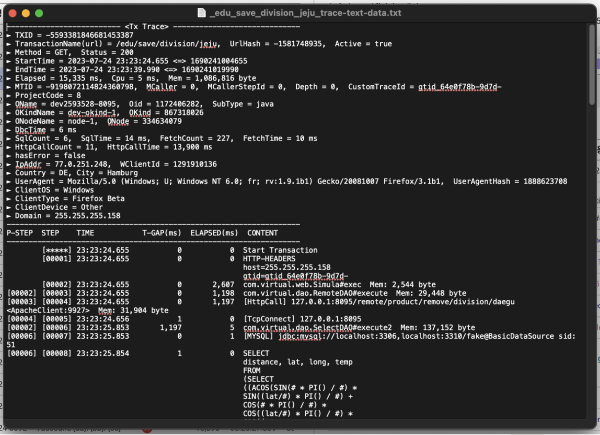 _edu_save_division_jeju_trace-text-data.txt
<Tx Trace>
► TXID = -5593381846681453387
► TransactionName(url) = /edu/save/division/jeju, UrlHash = -1581748935, Active = true
► Method = GET, Status = 200
► StartTime = 2023-07-24 23:23:24.655 <=> 1690241004655
► EndTime = 2023-07-24 23:23:39.990 <=> 1690241019990
► Elapsed = 15,335 ms, Cpu = 5 ms, Mem = 1,086,816 byte
► MTID = -9198072114824360798, MCaller = 0, MCallerStepId = 0, Depth = 0, CustomTraceId = gtid_64e0f78b-9d7d-
► ProjectCode = 8
► OName = dev2593528-8095, Oid = 1172406282, SubType = java
► OKindName = dev-okind-1, OKind = 867318026
► ONodeName = node-1, ONode = 334634079
► DbcTime = 6 ms
► SqlCount = 6, SqlTime = 14 ms, FetchCount = 227, FetchTime = 10 ms
► HttpCallCount = 11, HttpCallTime = 13,900 ms
► hasError = false
► IpAddr = 77.0.251.248, WClientId = 1291910136
► Country = DE, City = Hamburg
► UserAgent = Mozilla/5.0 (Windows; U; Windows NT 6.0; fr; rv:1.9.1b1) Gecko/20081007 Firefox/3.1b1, UserAgentHash = 1888623708
► ClientOS = Windows
► ClientType = Firefox Beta
► ClientDevice = Other
► Domain = 255.255.255.158
P-STEP STEP TIME T-GAP(ms) ELAPSED(ms) CONTENT
[*****] 23:23:24.655 0 0 Start Transaction
[00001] 23:23:24.655 0 0 HTTP-HEADERS
host=255.255.255.158
gtid=gtid_64e0f78b-9d7d-
[00002] 23:23:24.655 0 2,607 com.virtual.web.Simula#exec Mem: 2,544 byte
[00002] [00003] 23:23:24.655 0 1,198 com.virtual.dao.RemoteDAO#execute Mem: 29,448 byte
[00003] [00004] 23:23:24.655 0 1,197 [HttpCall] 127.0.0.1:8095/remote/product/remove/division/daegu
<ApacheClient:9927> Mem: 31,904 byte
[00004] [00005] 23:23:24.656 1 0 [TcpConnect] 127.0.0.1:8095
[00002] [00006] 23:23:25.853 1,197 5 com.virtual.dao.SelectDAO#execute2 Mem: 137,152 byte
[00006] [00007] 23:23:25.853 0 1 [MYSQL] jdbc:mysql://localhost:3306,localhost:3310/fake@BasicDataSource sid:
51
[00006] [00008] 23:23:25.854 1 0 SELECT
distance, lat, long, temp
FROM
(SELECT
((ACOS(SIN(# * PI() / #) *
SIN((lat/#) * PI() / #) +
COS(# * PI() / #) *
COS((lat/#) * PI() / #) *